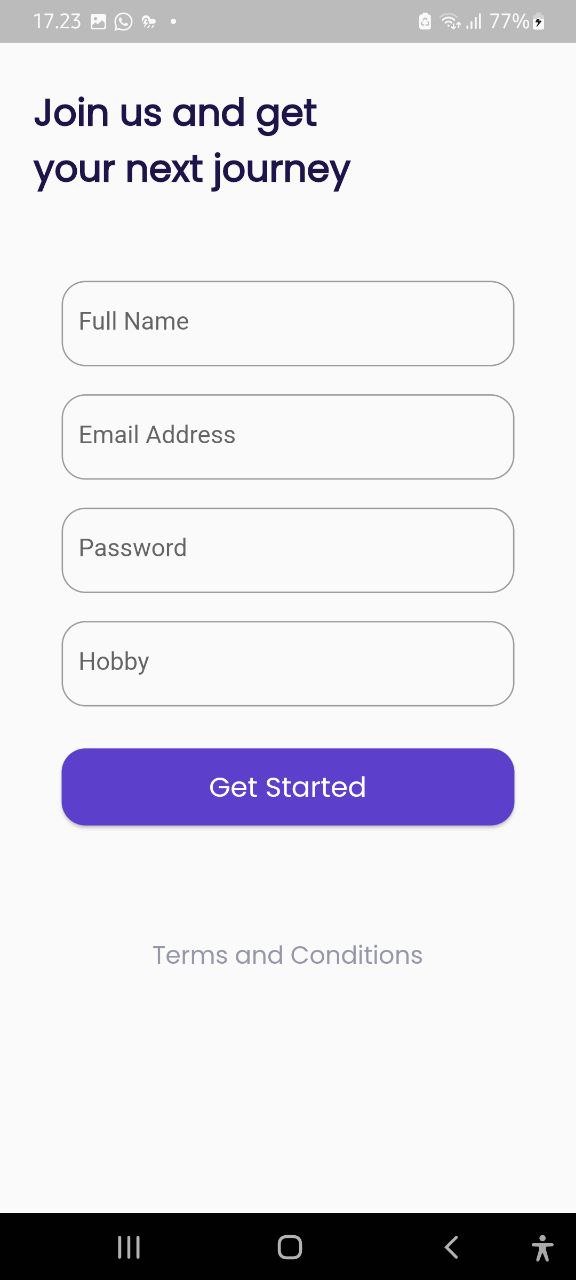 17.23
77%
Join us and get
your next journey
Full Name
Email Address
Password
Hobby
Get Started
Terms and Conditions